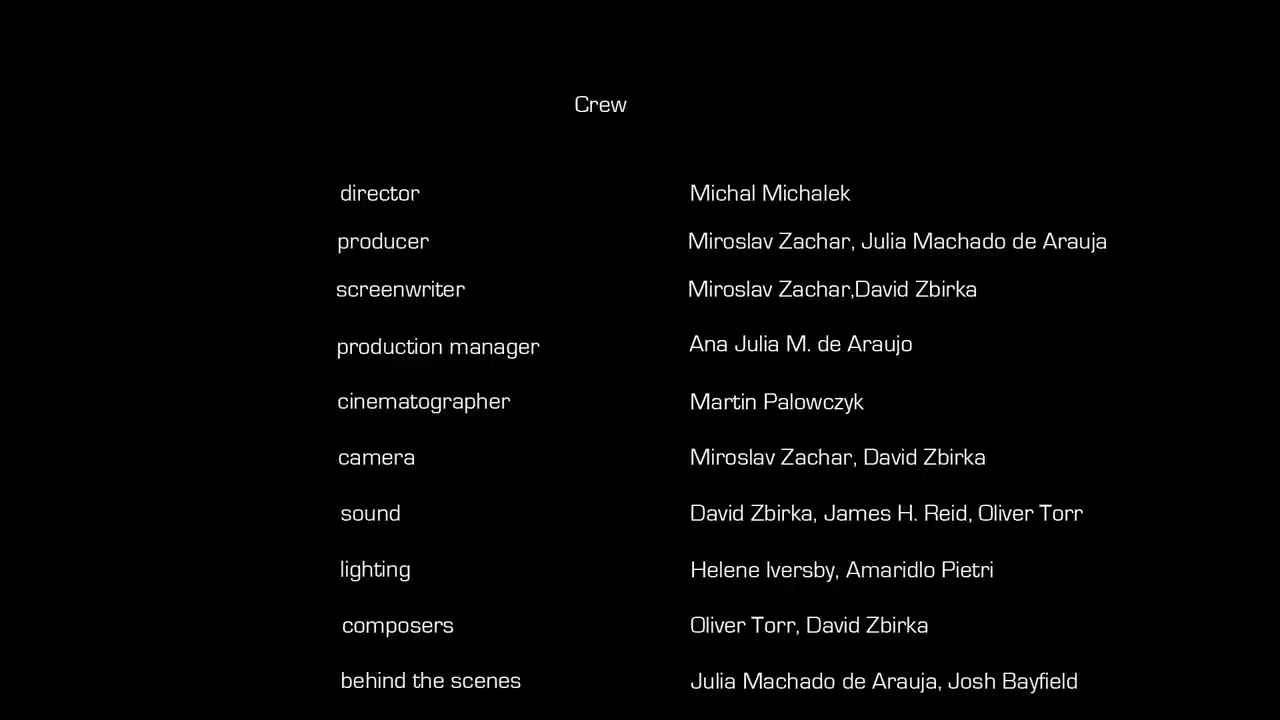 Crew
director Michal Michalek
producer Miroslav Zachar, Julia Machado de Arauja
screenwriter Miroslav Zachar,David Zbirka
production manager Ana Julia M. de Araujo
cinematographer Martin Palowczyk
camera Miroslav Zachar, David Zbirka
sound David Zbirka, James H. Reid, Oliver Torr
lighting Helene Iversby, Amaridlo Pietri
composers Oliver Torr, David Zbirka
behind the scenes Julia Machado de Arauja, Josh Bayfield